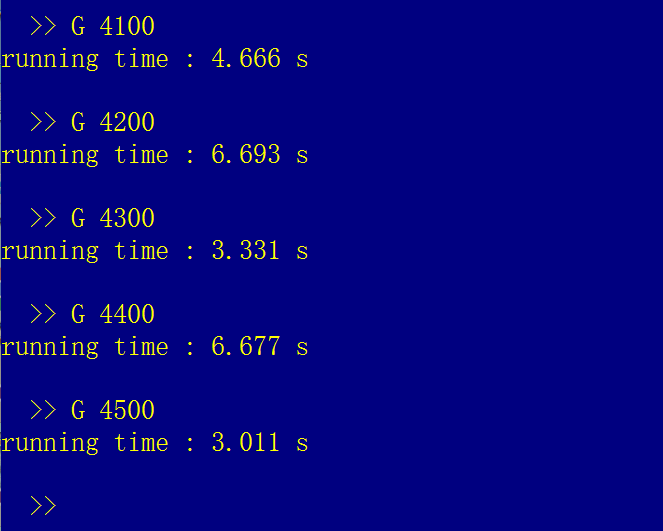 >> G 4100
running time : 4.666 s
>> G 4200
running time : 6.693 s
>> G 4300
running time : 3.331 s
>> G 4400
running time : 6.677 s
>> G 4500
running time : 3.011 s
>>